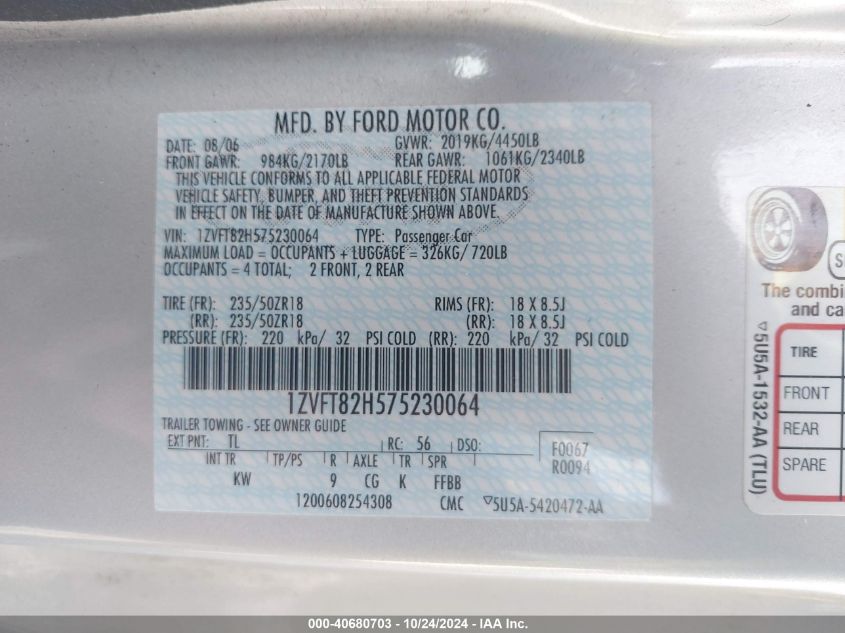 MFD. BY FORD MOTOR CO.
DATE: 08/06 GVWR: 2019KG/4450LB
FRONT GAWR: 984KG/2170LB REAR GAWR: 1061KG/2340LB
THIS VEHICLE CONFORMS TO ALL APPLICABLE FEDERAL MOTOR
VEHICLE SAFETY, BUMPER, AND THEFT PREVENTION STANDARDS
IN EFFECT ON THE DATE OF MANUFACTURE SHOWN ABOVE.
VIN: 1ZVFT82H575230064 TYPE: Passenger Car
MAXIMUM LOAD = OCCUPANTS + LUGGAGE = 326KG/ 720LB
OCCUPANTS = 4 TOTAL; 2 FRONT, 2 REAR
TIRE (FR): 235/50ZR18 RIMS (FR): 18 X 8.5J
(RR): 235/50ZR18 (RR): 18 X 8.5J
PRESSURE (FR): 220 kPa/ 32 PSI COLD (RR): 220 kPa/ 32 PSI COLD
1ZVFT82H575230064
TRAILER TOWING - SEE OWNER GUIDE
EXT PNT: TL RC: 56 DSO: F0067
R0094
INT TR TP/PS R AXLE TR SPR
KW 9 CG K FFBB
1200608254308 CMC ▽5U5A-5420472-AA
The combi
and ca
TIRE
FRONT
REAR
SPARE
▽5U5A-1532-AA (TLU)
000-40680703 - 10/24/2024 - IAA Inc.